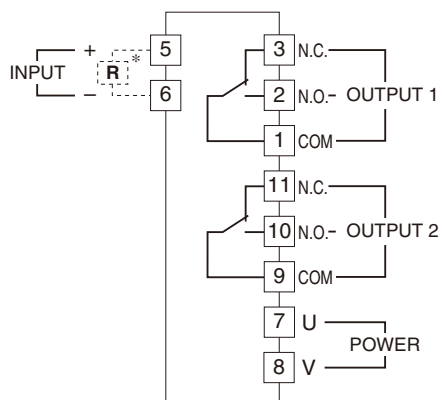 INPUT
+
R
*
−
5
6
3 N.C.
2 N.O.
1 COM
OUTPUT 1
11 N.C.
10 N.O.
9 COM
OUTPUT 2
7 U
8 V
POWER